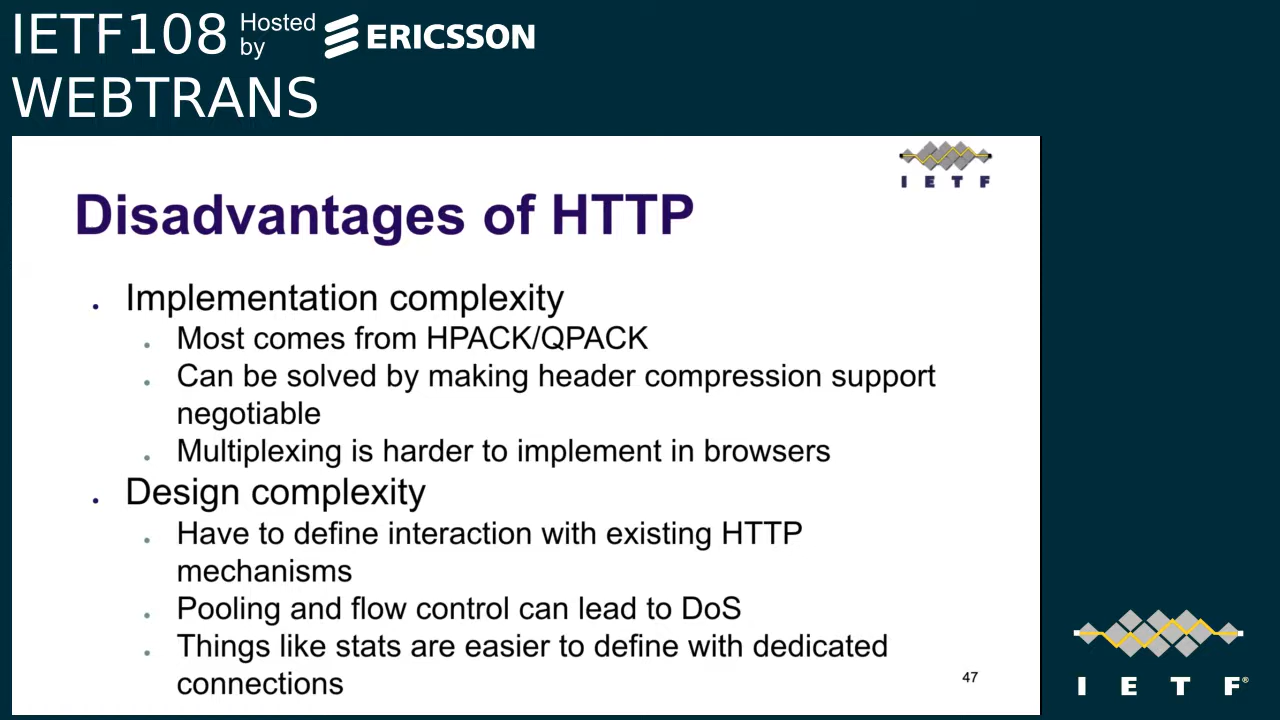 IETF108 Hosted by ERICSSON
WEBTRANS
IETF
Disadvantages of HTTP
Implementation complexity
Most comes from HPACK/QPACK
Can be solved by making header compression support
negotiable
Multiplexing is harder to implement in browsers
Design complexity
Have to define interaction with existing HTTP
mechanisms
Pooling and flow control can lead to DoS
Things like stats are easier to define with dedicated
connections
47
IETF®